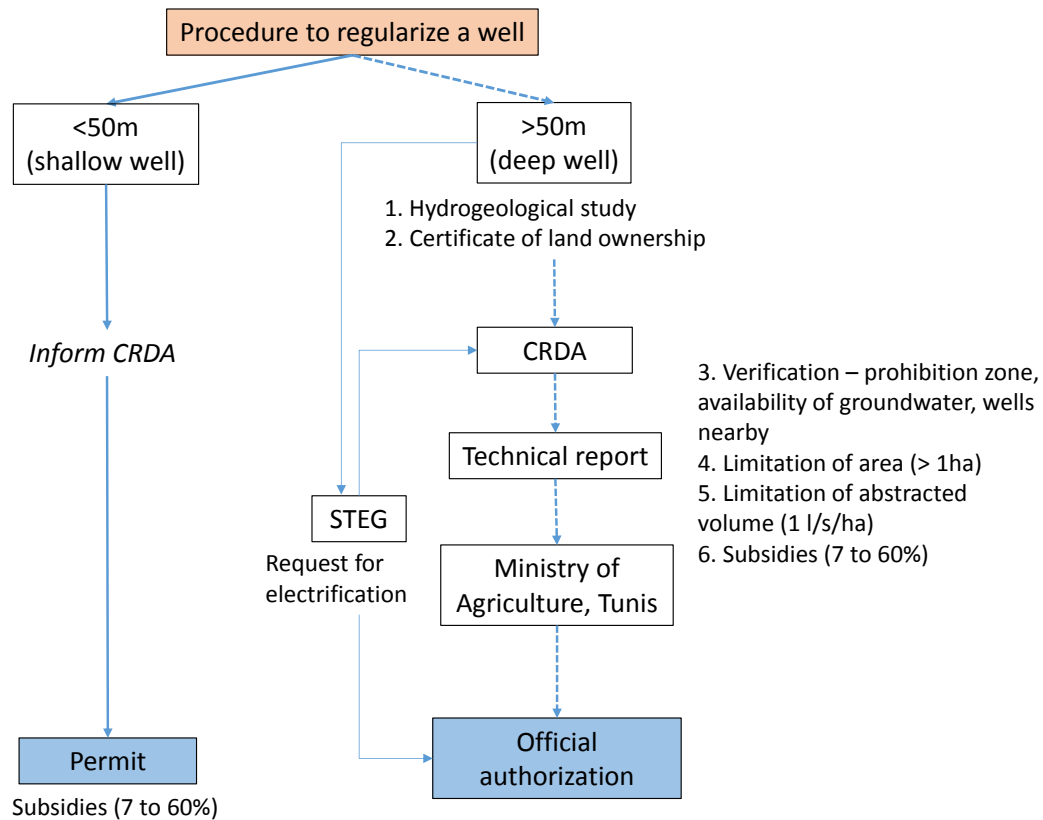 Procedure to regularize a well
<50m
(shallow well)
>50m
(deep well)
1. Hydrogeological study
2. Certificate of land ownership
Inform CRDA
CRDA
3. Verification – prohibition zone,
availability of groundwater, wells
nearby
4. Limitation of area (> 1ha)
5. Limitation of abstracted
volume (1 l/s/ha)
6. Subsidies (7 to 60%)
Technical report
STEG
Request for
electrification
Ministry of
Agriculture, Tunis
Permit
Subsidies (7 to 60%)
Official
authorization